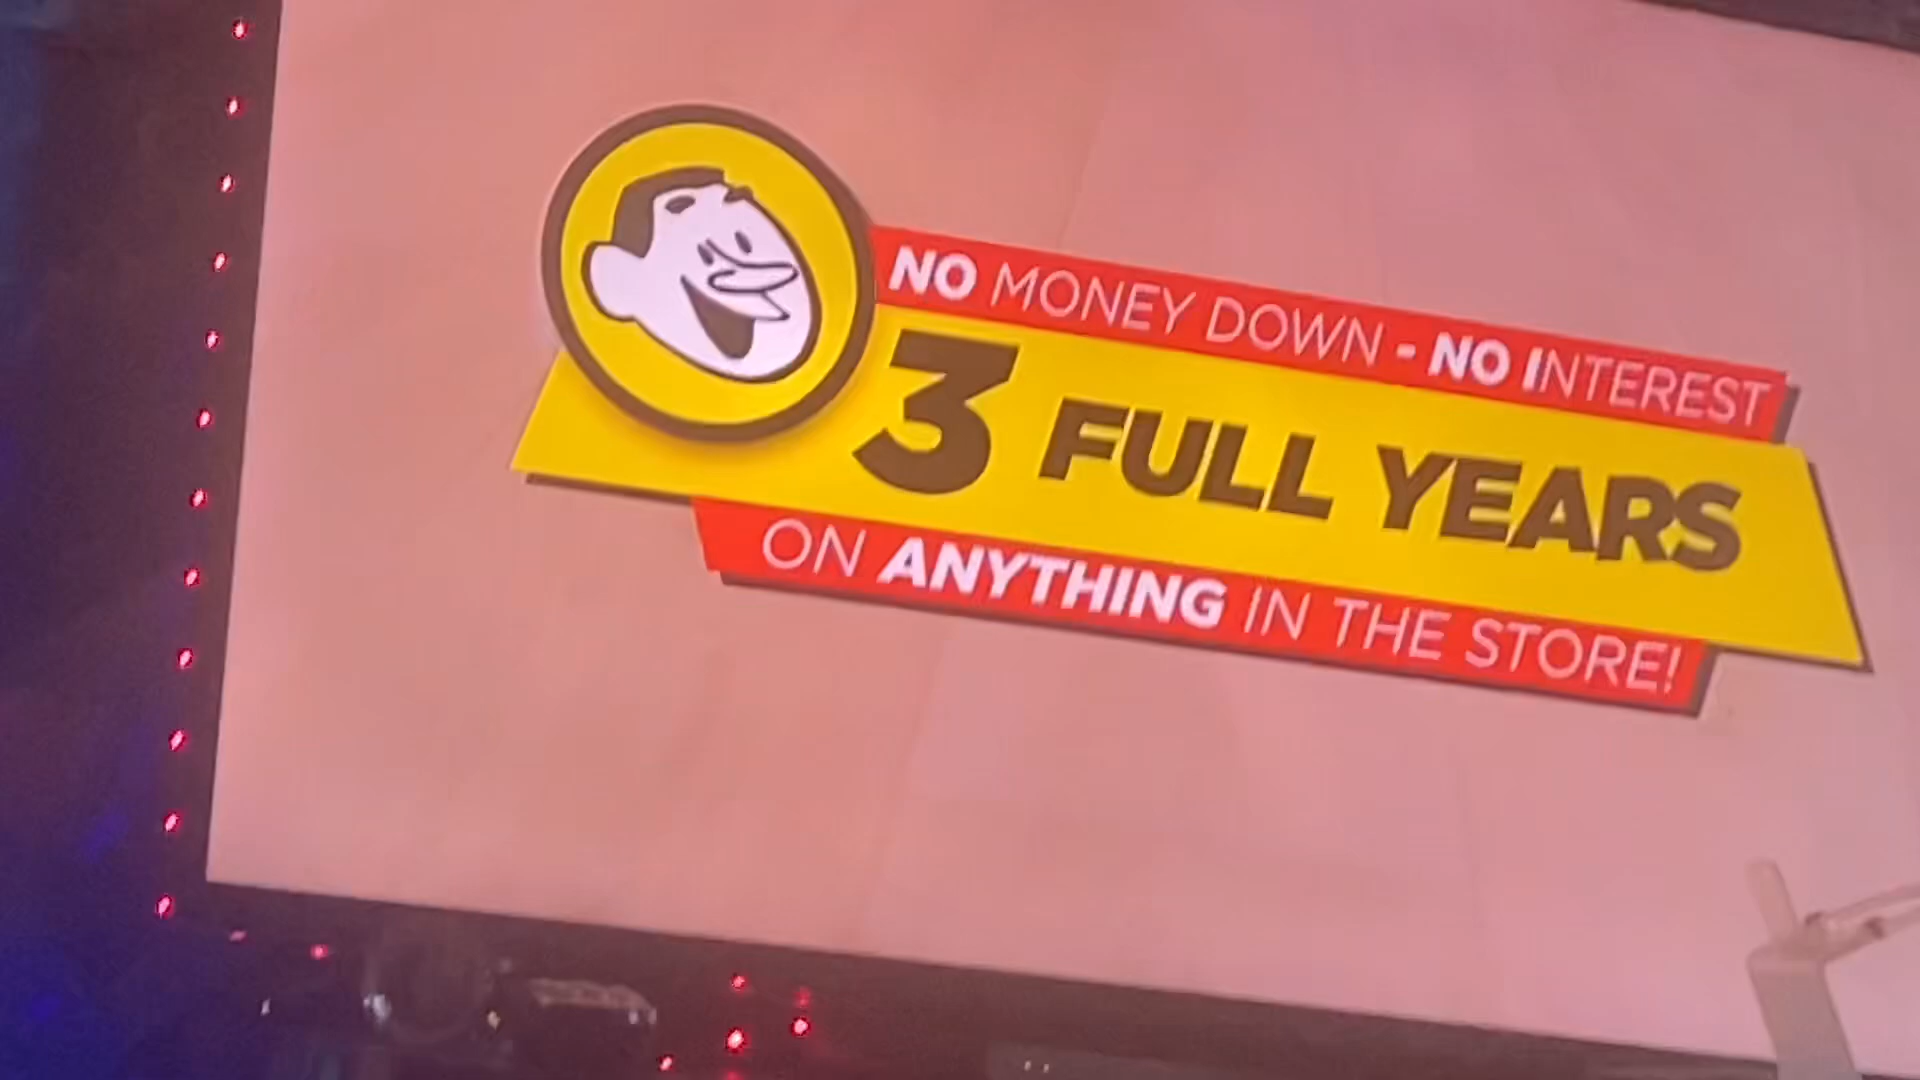 NO MONEY DOWN - NO INTEREST
3 FULL YEARS
ON ANYTHING IN THE STORE!